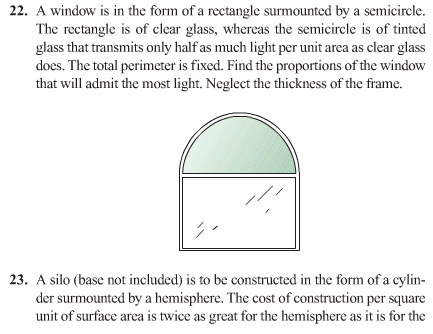 22. A window is in the form of a rectangle surmounted by a semicircle.
The rectangle is of clear glass, whereas the semicircle is of tinted
glass that transmits only half as much light per unit area as clear glass
does. The total perimeter is fixed. Find the proportions of the window
that will admit the most light. Neglect the thickness of the frame.
23. A silo (base not included) is to be constructed in the form of a cylin-
der surmounted by a hemisphere. The cost of construction per square
unit of surface area is twice as great for the hemisphere as it is for the